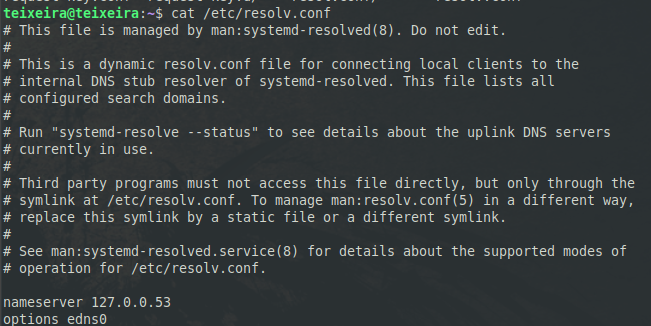 teixeira@teixeira:~$ cat /etc/resolv.conf
# This file is managed by man:systemd-resolved(8). Do not edit.
#
# This is a dynamic resolv.conf file for connecting local clients to the
# internal DNS stub resolver of systemd-resolved. This file lists all
# configured search domains.
#
# Run "systemd-resolve --status" to see details about the uplink DNS servers
# currently in use.
#
# Third party programs must not access this file directly, but only through the
# symlink at /etc/resolv.conf. To manage man:resolv.conf(5) in a different way,
# replace this symlink by a static file or a different symlink.
#
# See man:systemd-resolved.service(8) for details about the supported modes of
# operation for /etc/resolv.conf.

nameserver 127.0.0.53
options edns0